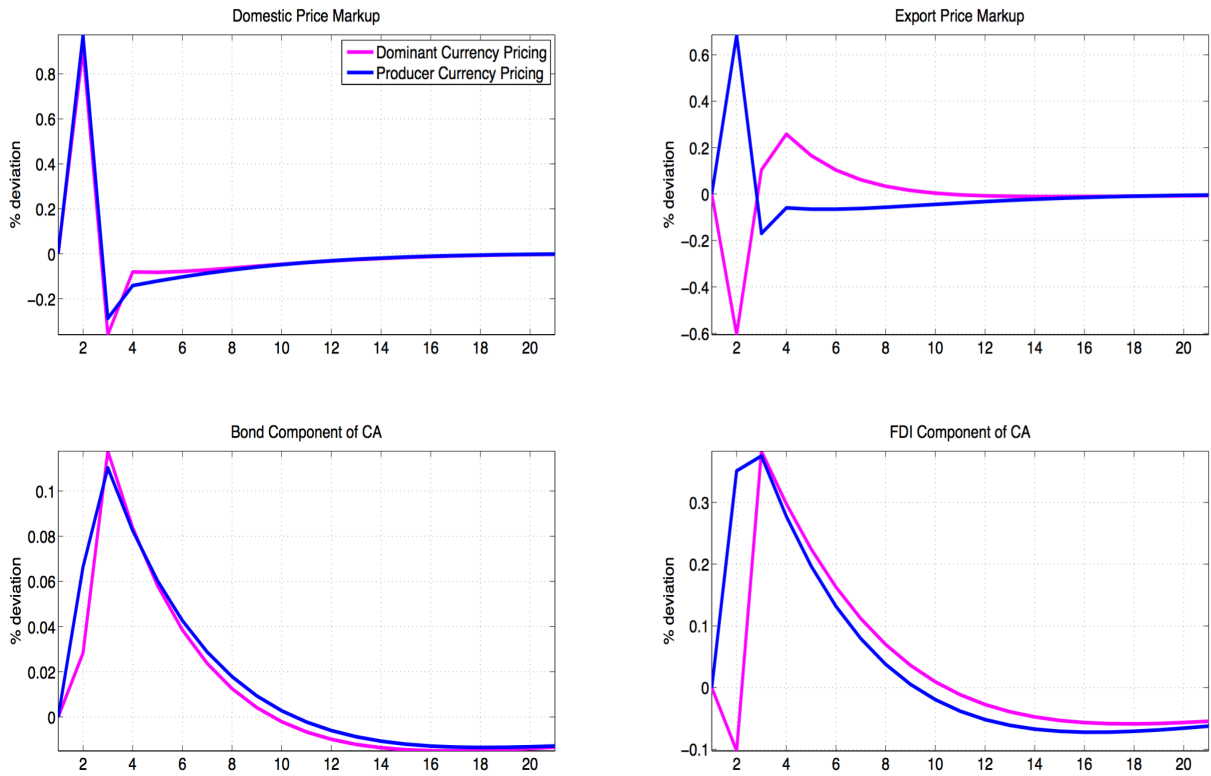 Domestic Price Markup
% deviation
0.8
0.6
0.4
0.2
0
−0.2
2 4 6 8 10 12 14 16 18 20
Dominant Currency Pricing
Producer Currency Pricing
Export Price Markup
% deviation
0.6
0.4
0.2
0
−0.2
−0.4
−0.6
2 4 6 8 10 12 14 16 18 20
Bond Component of CA
% deviation
0.1
0.08
0.06
0.04
0.02
0
2 4 6 8 10 12 14 16 18 20
FDI Component of CA
% deviation
0.3
0.2
0.1
0
−0.1
2 4 6 8 10 12 14 16 18 20